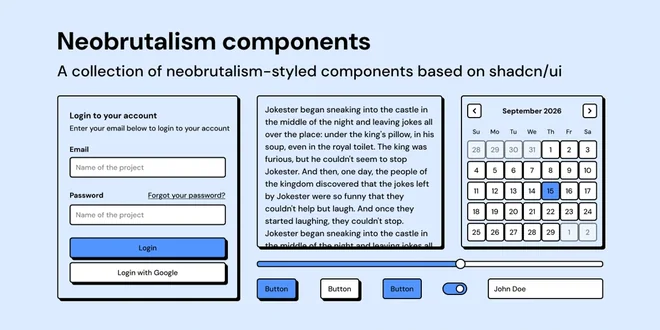 Neobrutalism components
A collection of neobrutalism-styled components based on shadcn/ui
Login to your account
Enter your email below to login to your account
Email
Name of the project
Password Forgot your password?
Name of the project
Login
Login with Google
Jokester began sneaking into the castle in
the middle of the night and leaving jokes all
over the place: under the king's pillow, in his
soup, even in the royal toilet. The king was
furious, but he couldn't seem to stop
Jokester. And then, one day, the people of
the kingdom discovered that the jokes left
by Jokester were so funny that they
couldn't help but laugh. And once they
started laughing, they couldn't stop.
Jokester began sneaking into the castle in
the middle of the night and leaving jokes all
September 2026
Su Mo Tu We Th Fr Sa
28 29 30 31 1 2 3
4 5 6 7 8 9 10
11 12 13 14 15 16 17
18 19 20 21 22 23 24
25 26 27 28 29 1 2
Button Button Button John Doe